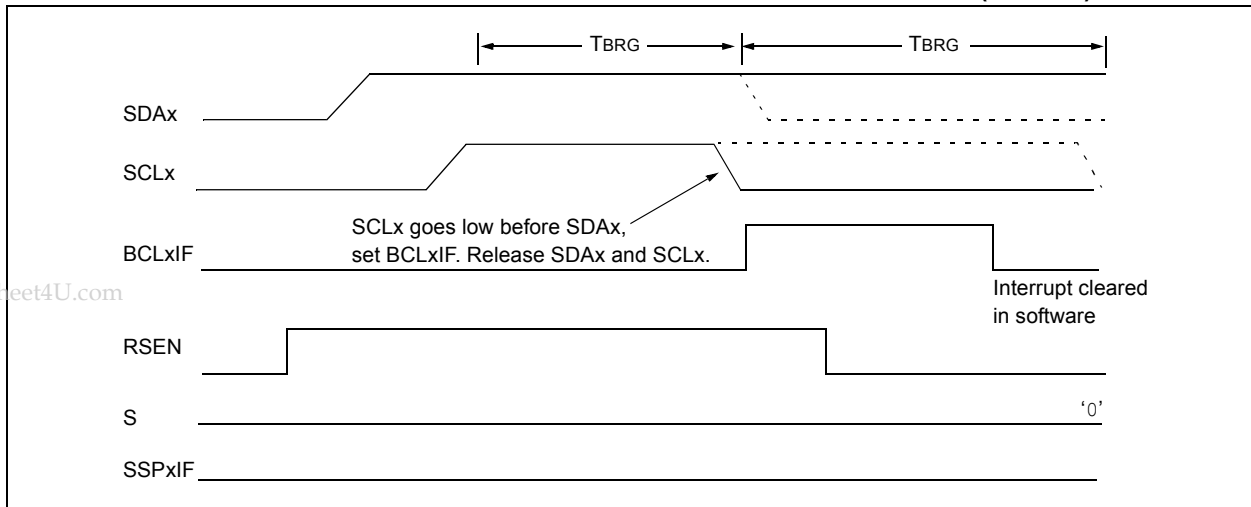 TBRG
TBRG
SDAx
SCLx
SCLx goes low before SDAx,
set BCLxIF. Release SDAx and SCLx.
BCLxIF
Interrupt cleared
in software
neet4U.com
RSEN
S
‘0’
SSPxIF